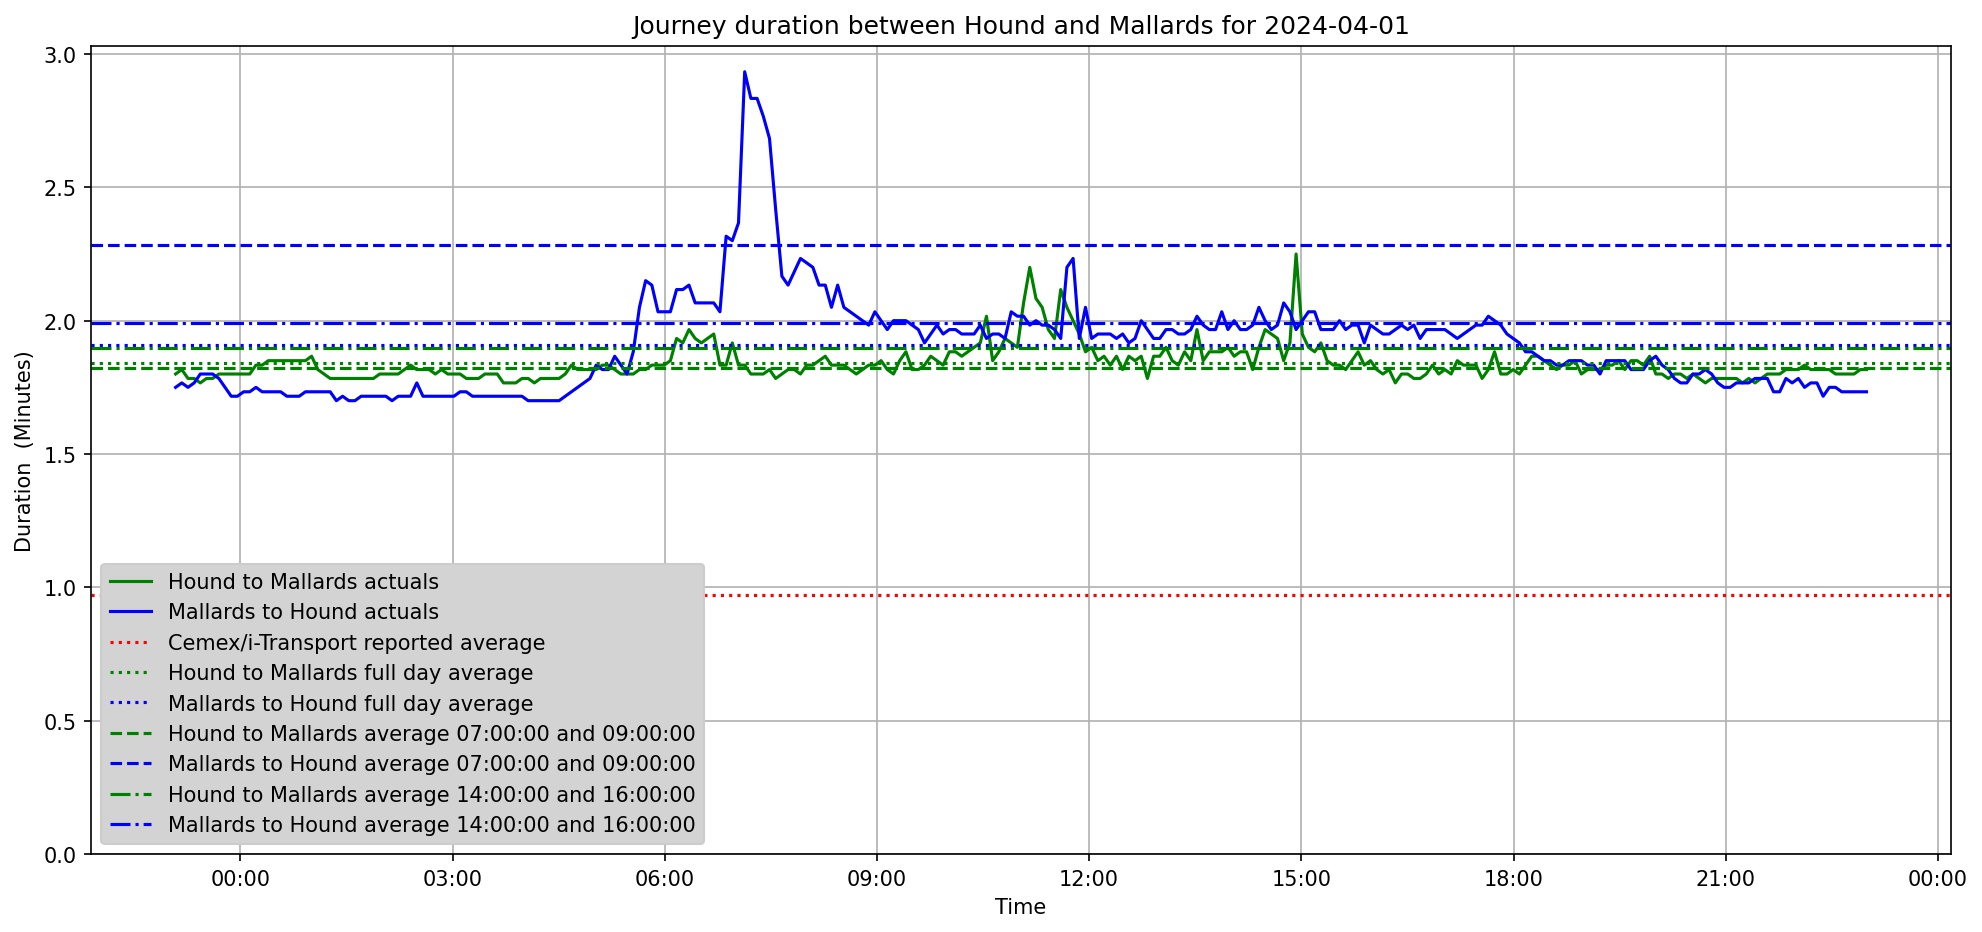 Journey duration between Hound and Mallards for 2024-04-01
3.0
2.5
2.0
1.5
1.0
0.5
0.0
Duration  (Minutes)
Hound to Mallards actuals
Mallards to Hound actuals
Cemex/i-Transport reported average
Hound to Mallards full day average
Mallards to Hound full day average
Hound to Mallards average 07:00:00 and 09:00:00
Mallards to Hound average 07:00:00 and 09:00:00
Hound to Mallards average 14:00:00 and 16:00:00
Mallards to Hound average 14:00:00 and 16:00:00
00:00 03:00 06:00 09:00 12:00 15:00 18:00 21:00 00:00
Time